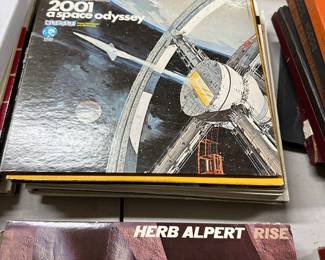 2001
a space odyssey
HERB ALPERT RISE